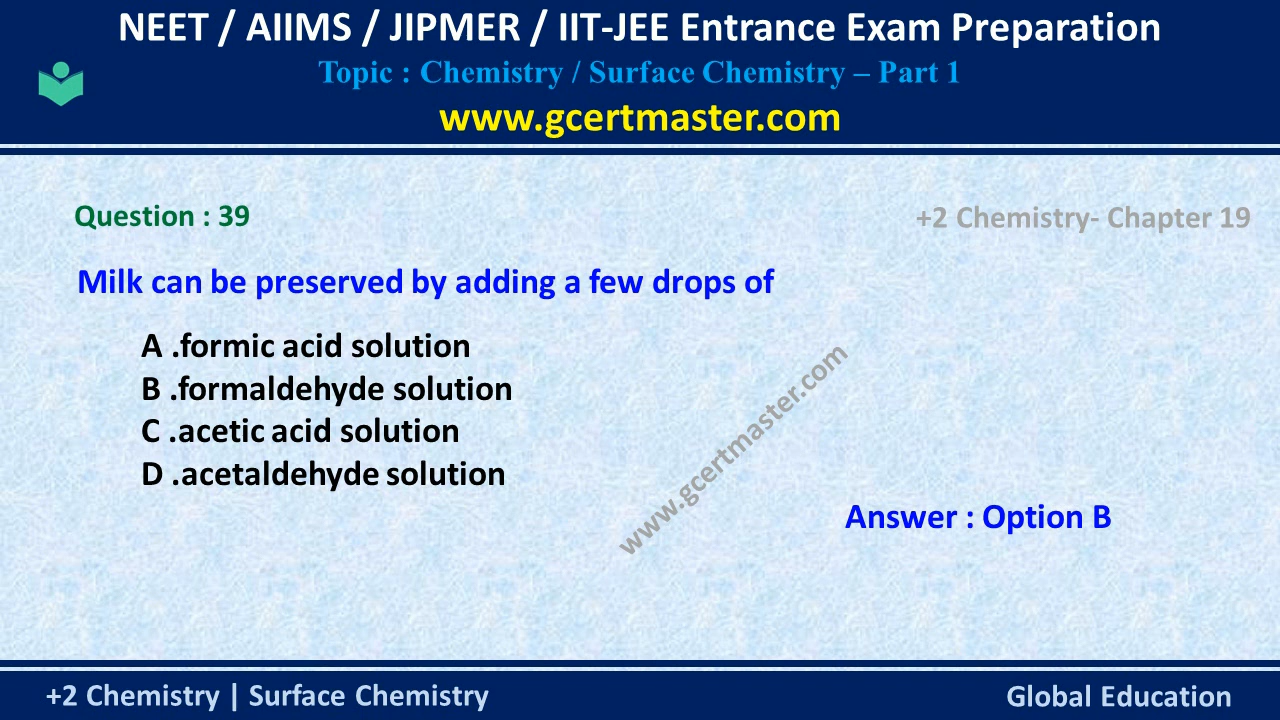 NEET / AIIMS / JIPMER / IIT-JEE Entrance Exam Preparation
Topic : Chemistry / Surface Chemistry – Part 1
www.gcertmaster.com
Question : 39
+2 Chemistry- Chapter 19
Milk can be preserved by adding a few drops of
A .formic acid solution
B .formaldehyde solution
C .acetic acid solution
D .acetaldehyde solution
www.gcertmaster.com
Answer : Option B
+2 Chemistry | Surface Chemistry
Global Education